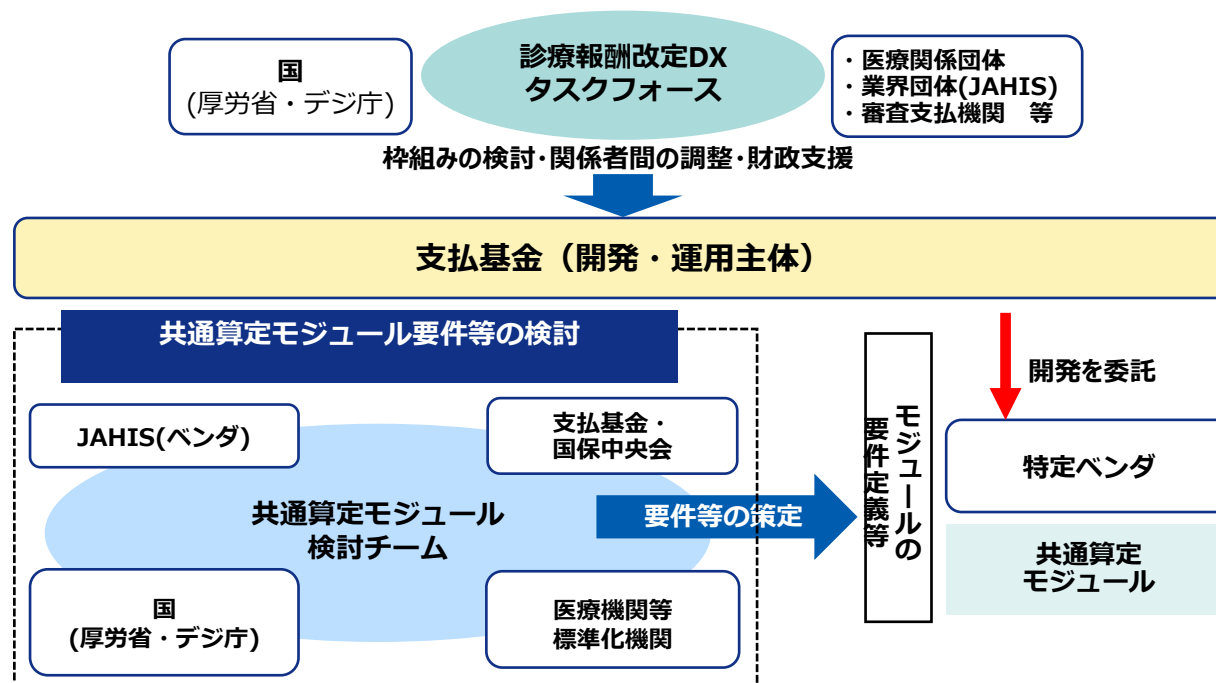 国
(厚労省・デジ庁)
診療報酬改定DX
タスクフォース
・医療関係団体
・業界団体(JAHIS)
・審査支払機関　等
枠組みの検討・関係者間の調整・財政支援
支払基金（開発・運用主体）
共通算定モジュール要件等の検討
JAHIS(ベンダ)
支払基金・
国保中央会
共通算定モジュール
検討チーム
国
(厚労省・デジ庁)
医療機関等
標準化機関
要件等の策定
モジュールの
要件定義等
開発を委託
特定ベンダ
共通算定
モジュール